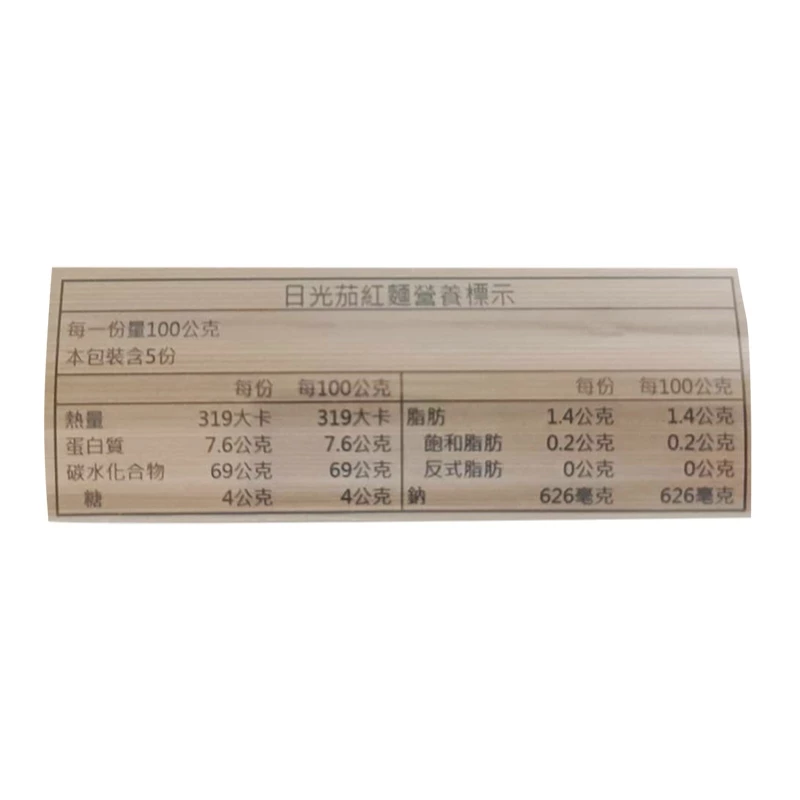 日光茄紅麵營養標示
每一份量100公克
本包裝含5份
每份 每100公克 每份 每100公克
熱量 319大卡 319大卡 脂肪 1.4公克 1.4公克
蛋白質 7.6公克 7.6公克 飽和脂肪 0.2公克 0.2公克
碳水化合物 69公克 69公克 反式脂肪 0公克 0公克
糖 4公克 4公克 鈉 626毫克 626毫克